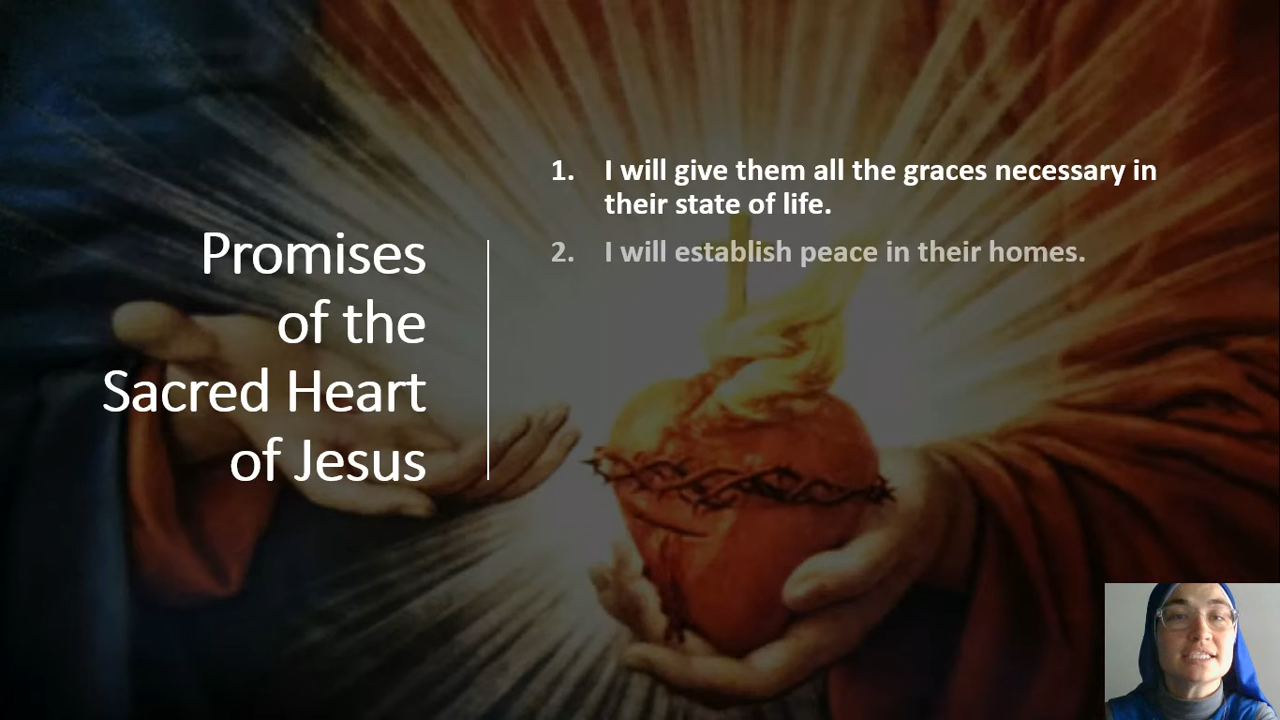 Promises
of the
Sacred Heart
of Jesus
1. I will give them all the graces necessary in
their state of life.
2. I will establish peace in their homes.